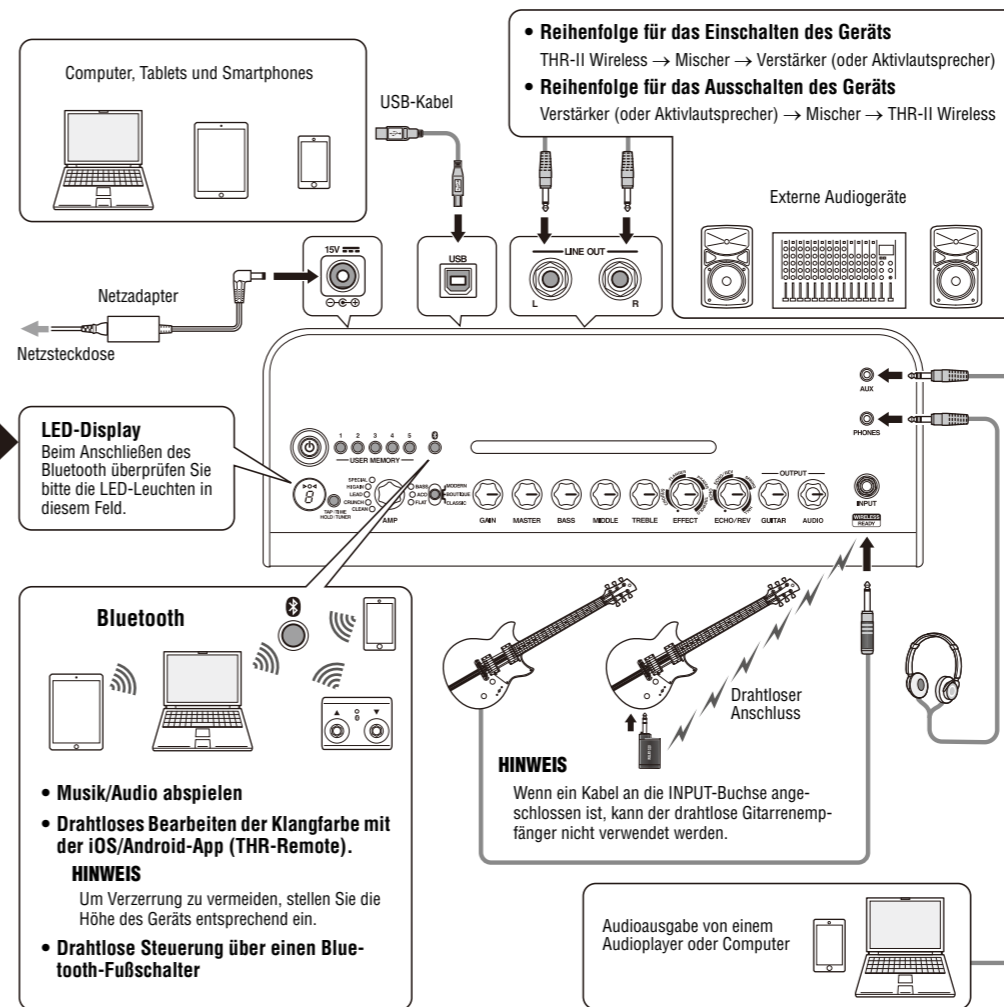 • Reihenfolge für das Einschalten des Geräts
THR-II Wireless → Mischer → Verstärker (oder Aktivlautsprecher)
• Reihenfolge für das Ausschalten des Geräts
Verstärker (oder Aktivlautsprecher) → Mischer → THR-II Wireless
Computer, Tablets und Smartphones
USB-Kabel
Externe Audiogeräte
15V
USB
LINE OUT
L
R
Netzadapter
Netzsteckdose
AUX
PHONES
LED-Display
Beim Anschließen des
Bluetooth überprüfen Sie
bitte die LED-Leuchten in
diesem Feld.
1 2 3 4 5
USER MEMORY
TAP/TIME
HOLD/TUNER
SPECIAL
HIGAIN
LEAD
CRUNCH
CLEAN
AMP
BASS
ACO
FLAT
MODERN
BOUTIQUE
CLASSIC
GAIN
MASTER
BASS
MIDDLE
TREBLE
EFFECT
ECHO/REV
OUTPUT
GUITAR
AUDIO
INPUT
WIRELESS
READY
Bluetooth
• Musik/Audio abspielen
• Drahtloses Bearbeiten der Klangfarbe mit
der iOS/Android-App (THR-Remote).
HINWEIS
Um Verzerrung zu vermeiden, stellen Sie die
Höhe des Geräts entsprechend ein.
• Drahtlose Steuerung über einen Blue-
tooth-Fußschalter
Drahtloser
Anschluss
HINWEIS
Wenn ein Kabel an die INPUT-Buchse ange-
schlossen ist, kann der drahtlose Gitarrenemp-
fänger nicht verwendet werden.
Audioausgabe von einem
Audioplayer oder Computer